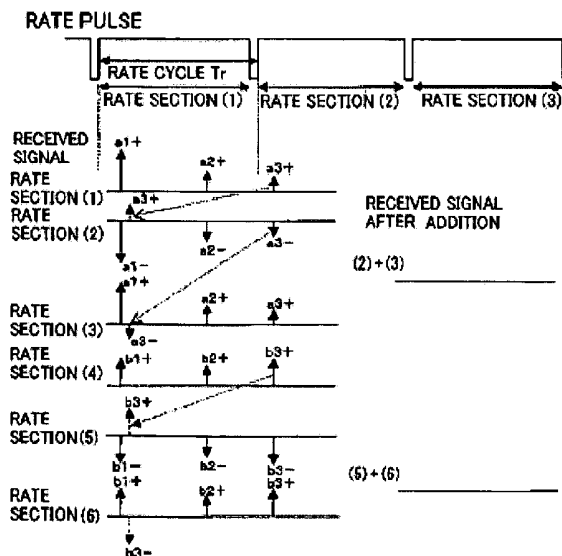 RATE PULSE
RATE CYCLE Tr
RATE SECTION (1)
RATE SECTION (2)
RATE SECTION (3)
RECEIVED
SIGNAL
a1+
a2+
a3+
RATE
SECTION (1)
a3+
RATE
SECTION (2)
a1-
a2-
a3-
RECEIVED SIGNAL
AFTER ADDITION
(2)+(3)
a1+
a2+
a3+
RATE
SECTION (3)
a3-
RATE
SECTION (4)
b1+
b2+
b3+
b3+
RATE
SECTION (5)
b1-
b2-
b3-
(5)+(6)
b1+
b2+
b3+
RATE
SECTION (6)
b3-